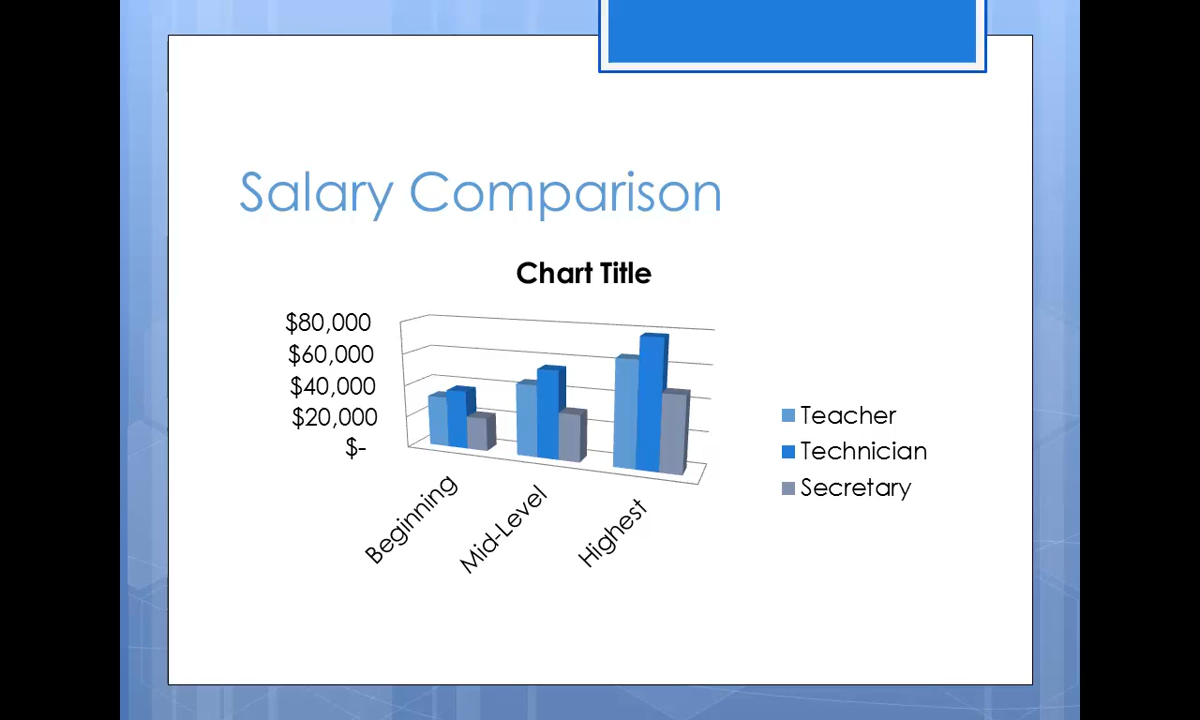 Salary Comparison
Chart Title
$80,000
$60,000
$40,000
$20,000
$-
Beginning
Mid-Level
Highest
Teacher
Technician
Secretary